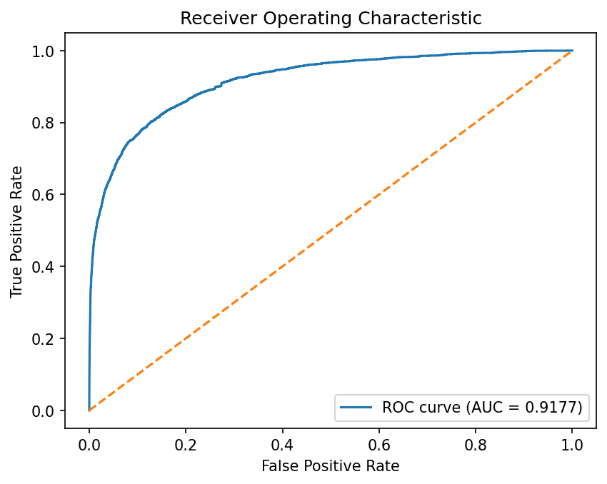 Receiver Operating Characteristic
True Positive Rate
1.0
0.8
0.6
0.4
0.2
0.0
ROC curve (AUC = 0.9177)
0.0 0.2 0.4 0.6 0.8 1.0
False Positive Rate